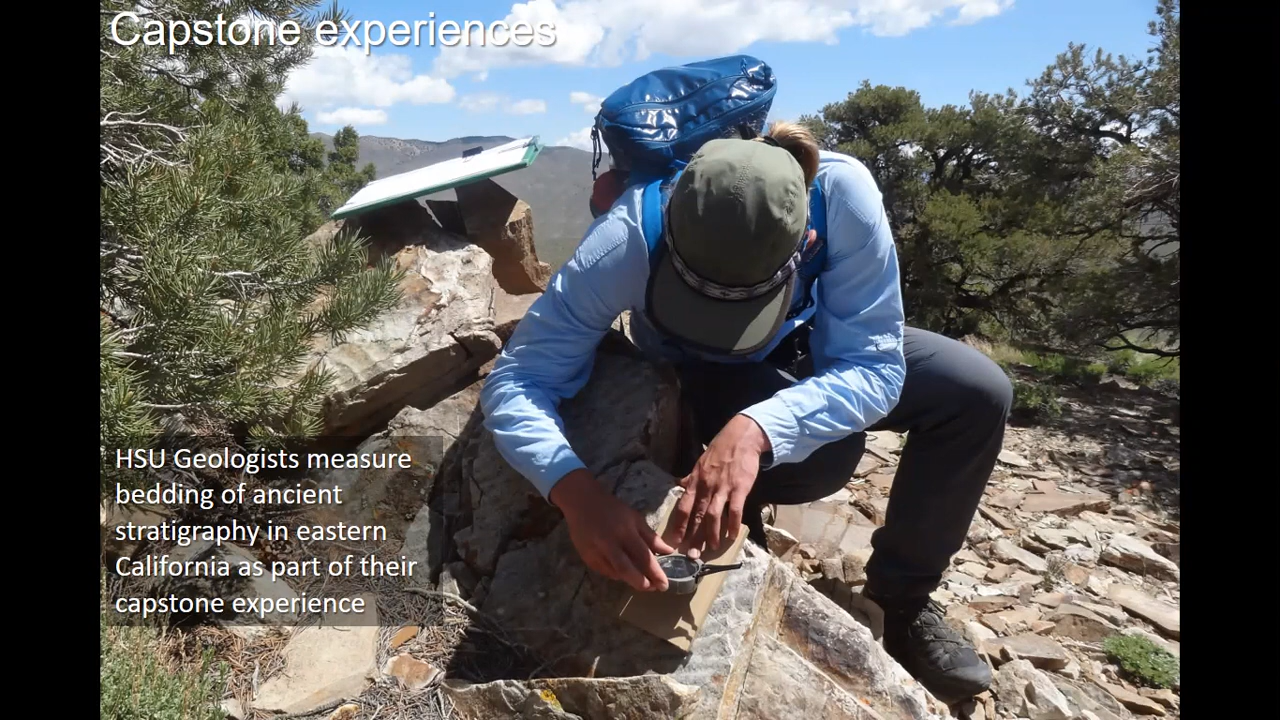 Capstone experiences
HSU Geologists measure
bedding of ancient
stratigraphy in eastern
California as part of their
capstone experience